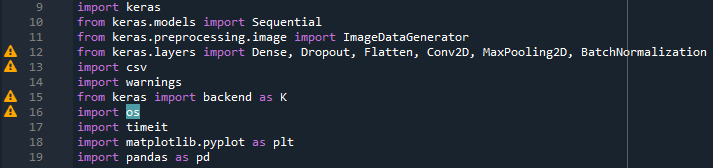 9 import keras
10 from keras.models import Sequential
11 from keras.preprocessing.image import ImageDataGenerator
12 from keras.layers import Dense, Dropout, Flatten, Conv2D, MaxPooling2D, BatchNormalization
13 import csv
14 import warnings
15 from keras import backend as K
16 import os
17 import timeit
18 import matplotlib.pyplot as plt
19 import pandas as pd